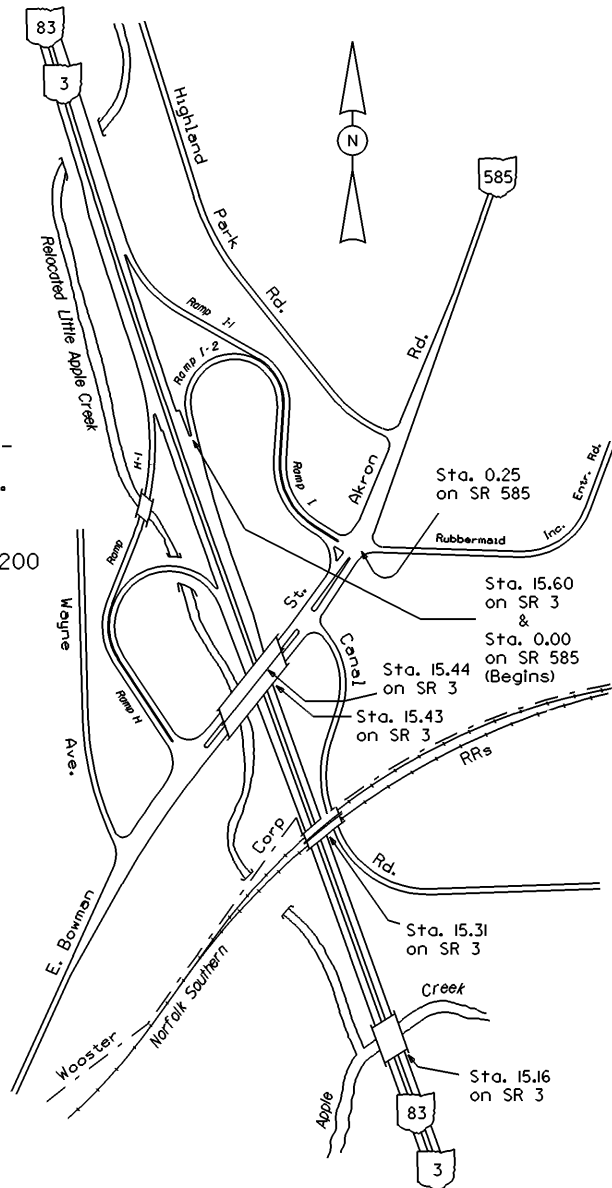 83
3
Highland
Park
Rd.
N
585
Rd.
Akron
Relocated Little Apple Creek
Ramp I-1
Ramp I-2
Ramp I
Ramp
H-1
200
Sta. 0.25
on SR 585
Rubbermaid Inc. Entr. Rd.
Sta. 15.60
on SR 3
&
Sta. 0.00
on SR 585
(Begins)
Wayne
Ave.
Ramp H
St.
Canal
Sta. 15.44
on SR 3
Sta. 15.43
on SR 3
RRs
Corp
Rd.
E. Bowman
Norfolk Southern
Wooster
Sta. 15.31
on SR 3
Creek
Apple
Sta. 15.16
on SR 3
83
3